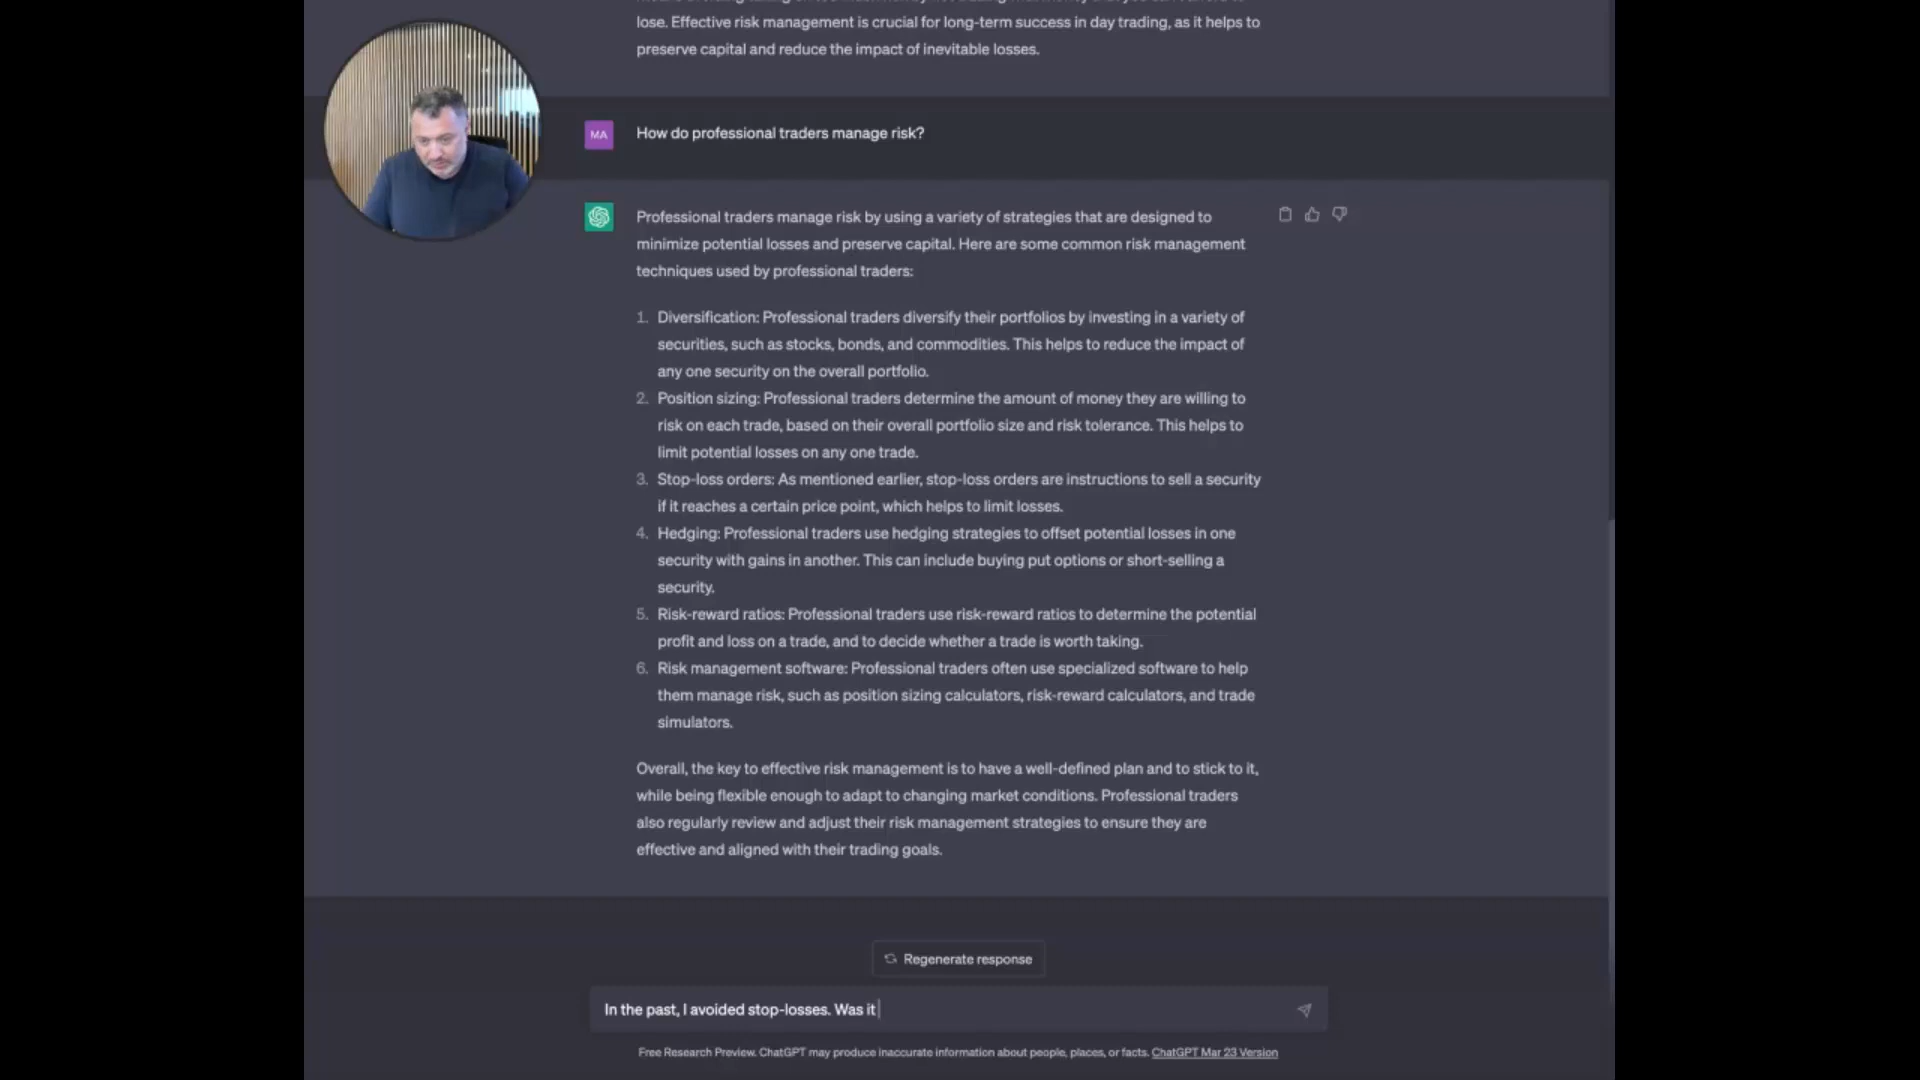 lose. Effective risk management is crucial for long-term success in day trading, as it helps to
preserve capital and reduce the impact of inevitable losses.
MA
How do professional traders manage risk?
Professional traders manage risk by using a variety of strategies that are designed to
minimize potential losses and preserve capital. Here are some common risk management
techniques used by professional traders:
1. Diversification: Professional traders diversify their portfolios by investing in a variety of
securities, such as stocks, bonds, and commodities. This helps to reduce the impact of
any one security on the overall portfolio.
2. Position sizing: Professional traders determine the amount of money they are willing to
risk on each trade, based on their overall portfolio size and risk tolerance. This helps to
limit potential losses on any one trade.
3. Stop-loss orders: As mentioned earlier, stop-loss orders are instructions to sell a security
if it reaches a certain price point, which helps to limit losses.
4. Hedging: Professional traders use hedging strategies to offset potential losses in one
security with gains in another. This can include buying put options or short-selling a
security.
5. Risk-reward ratios: Professional traders use risk-reward ratios to determine the potential
profit and loss on a trade, and to decide whether a trade is worth taking.
6. Risk management software: Professional traders often use specialized software to help
them manage risk, such as position sizing calculators, risk-reward calculators, and trade
simulators.
Overall, the key to effective risk management is to have a well-defined plan and to stick to it,
while being flexible enough to adapt to changing market conditions. Professional traders
also regularly review and adjust their risk management strategies to ensure they are
effective and aligned with their trading goals.
Regenerate response
In the past, I avoided stop-losses. Was it
Free Research Preview. ChatGPT may produce inaccurate information about people, places, or facts. ChatGPT Mar 23 Version